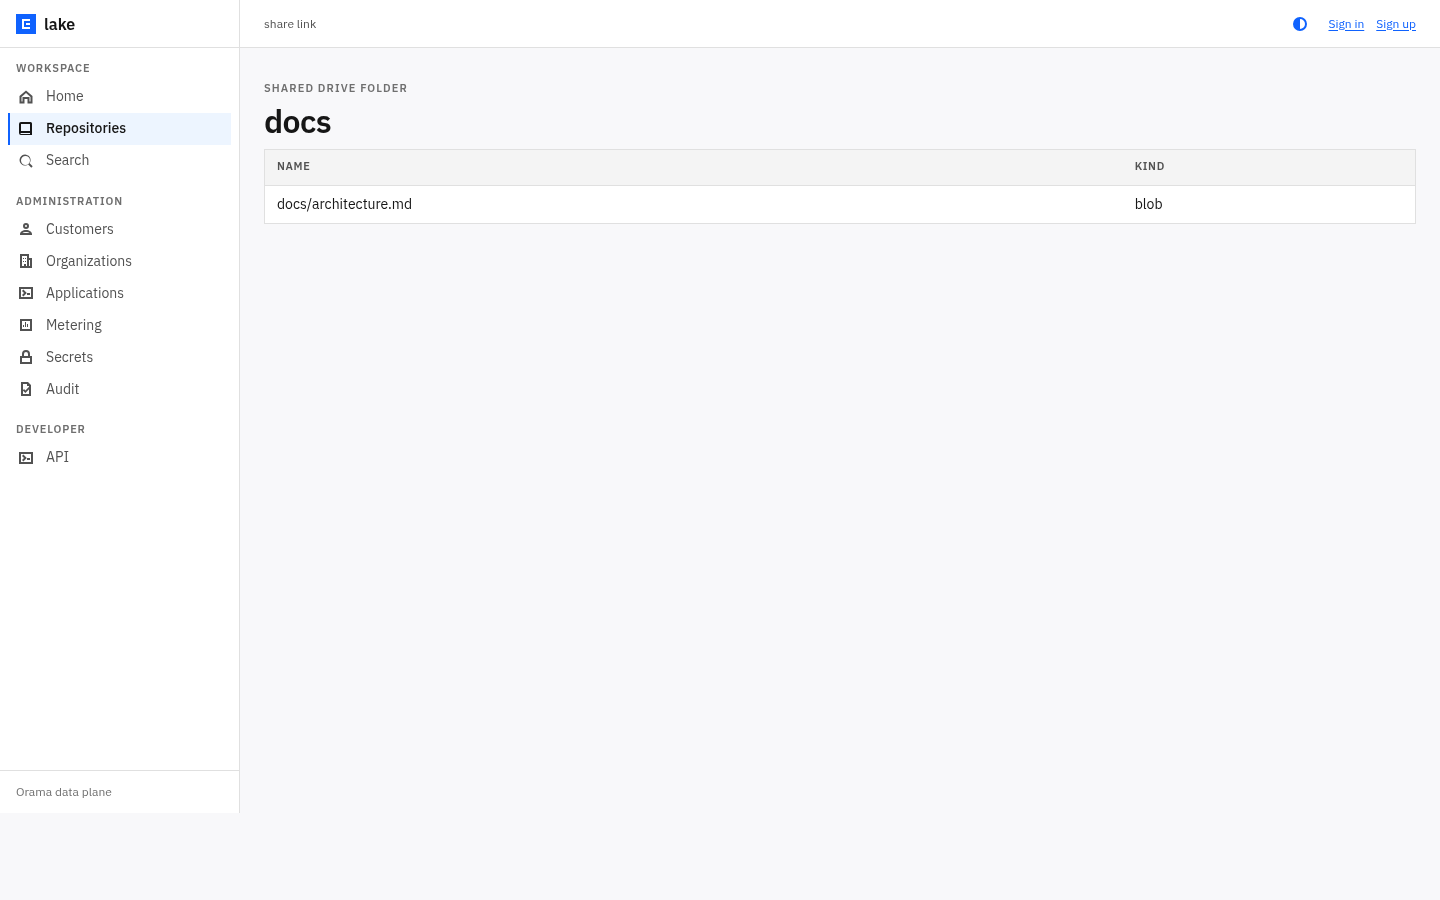 lake
share link
Sign in
Sign up
WORKSPACE
Home
Repositories
Search
ADMINISTRATION
Customers
Organizations
Applications
Metering
Secrets
Audit
DEVELOPER
API
Orama data plane
SHARED DRIVE FOLDER
docs
NAME KIND
docs/architecture.md blob